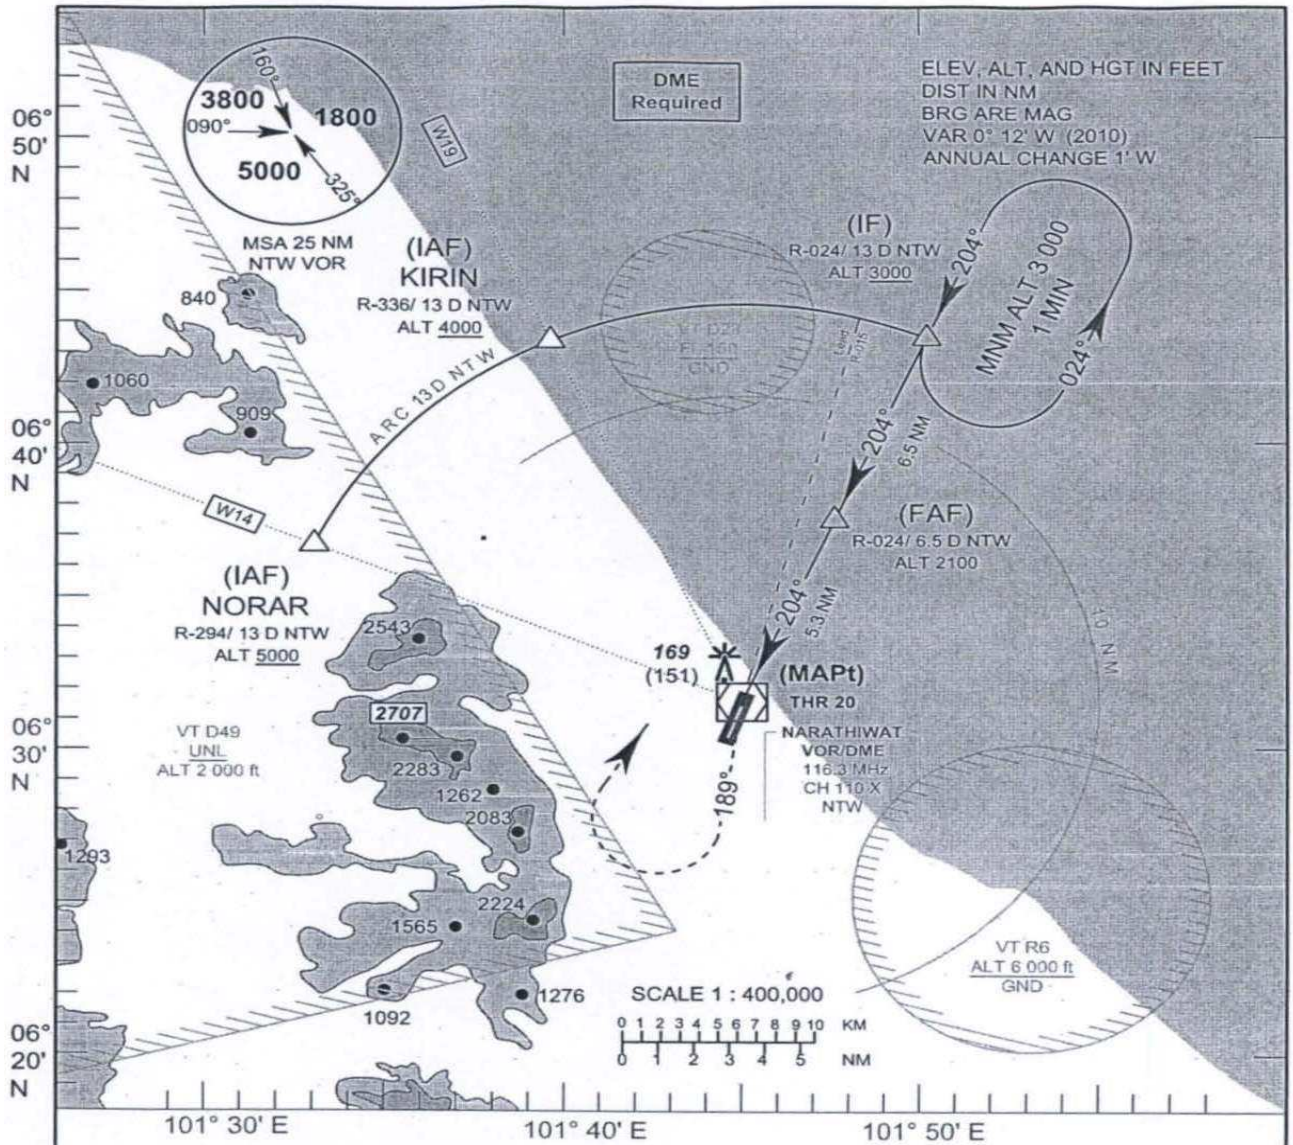 06°
50'
N
06°
40'
N
06°
30'
N
06°
20'
N
160°
3800
1800
090°
5000
325°
MSA 25 NM
NTW VOR
W19
DME
Required
ELEV, ALT, AND HGT IN FEET
DIST IN NM
BRG ARE MAG
VAR 0° 12' W (2010)
ANNUAL CHANGE 1' W
(IAF)
KIRIN
R-336/ 13 D NTW
ALT 4000
(IF)
R-024/ 13 D NTW
ALT 3000
204°
MNM ALT 3 000
1 MIN
024°
840
1060
909
ARC 13 D NTW
GND
Lead
R-015
204°
6.5 NM
W14
(FAF)
R-024/ 6.5 D NTW
ALT 2100
(IAF)
NORAR
R-294/ 13 D NTW
ALT 5000
204°
5.3 NM
10 NM
2543
169
(151)
(MAPt)
THR 20
2707
NARATHIWAT
VOR/DME
116.3 MHz
CH 110 X
NTW
VT D49
UNL
ALT 2 000 ft
2283
1262
2083
189°
1293
2224
1565
1092
1276
VT R6
ALT 6 000 ft
GND
SCALE 1 : 400,000
0 1 2 3 4 5 6 7 8 9 10 KM
0 1 2 3 4 5 NM
101° 30' E
101° 40' E
101° 50' E